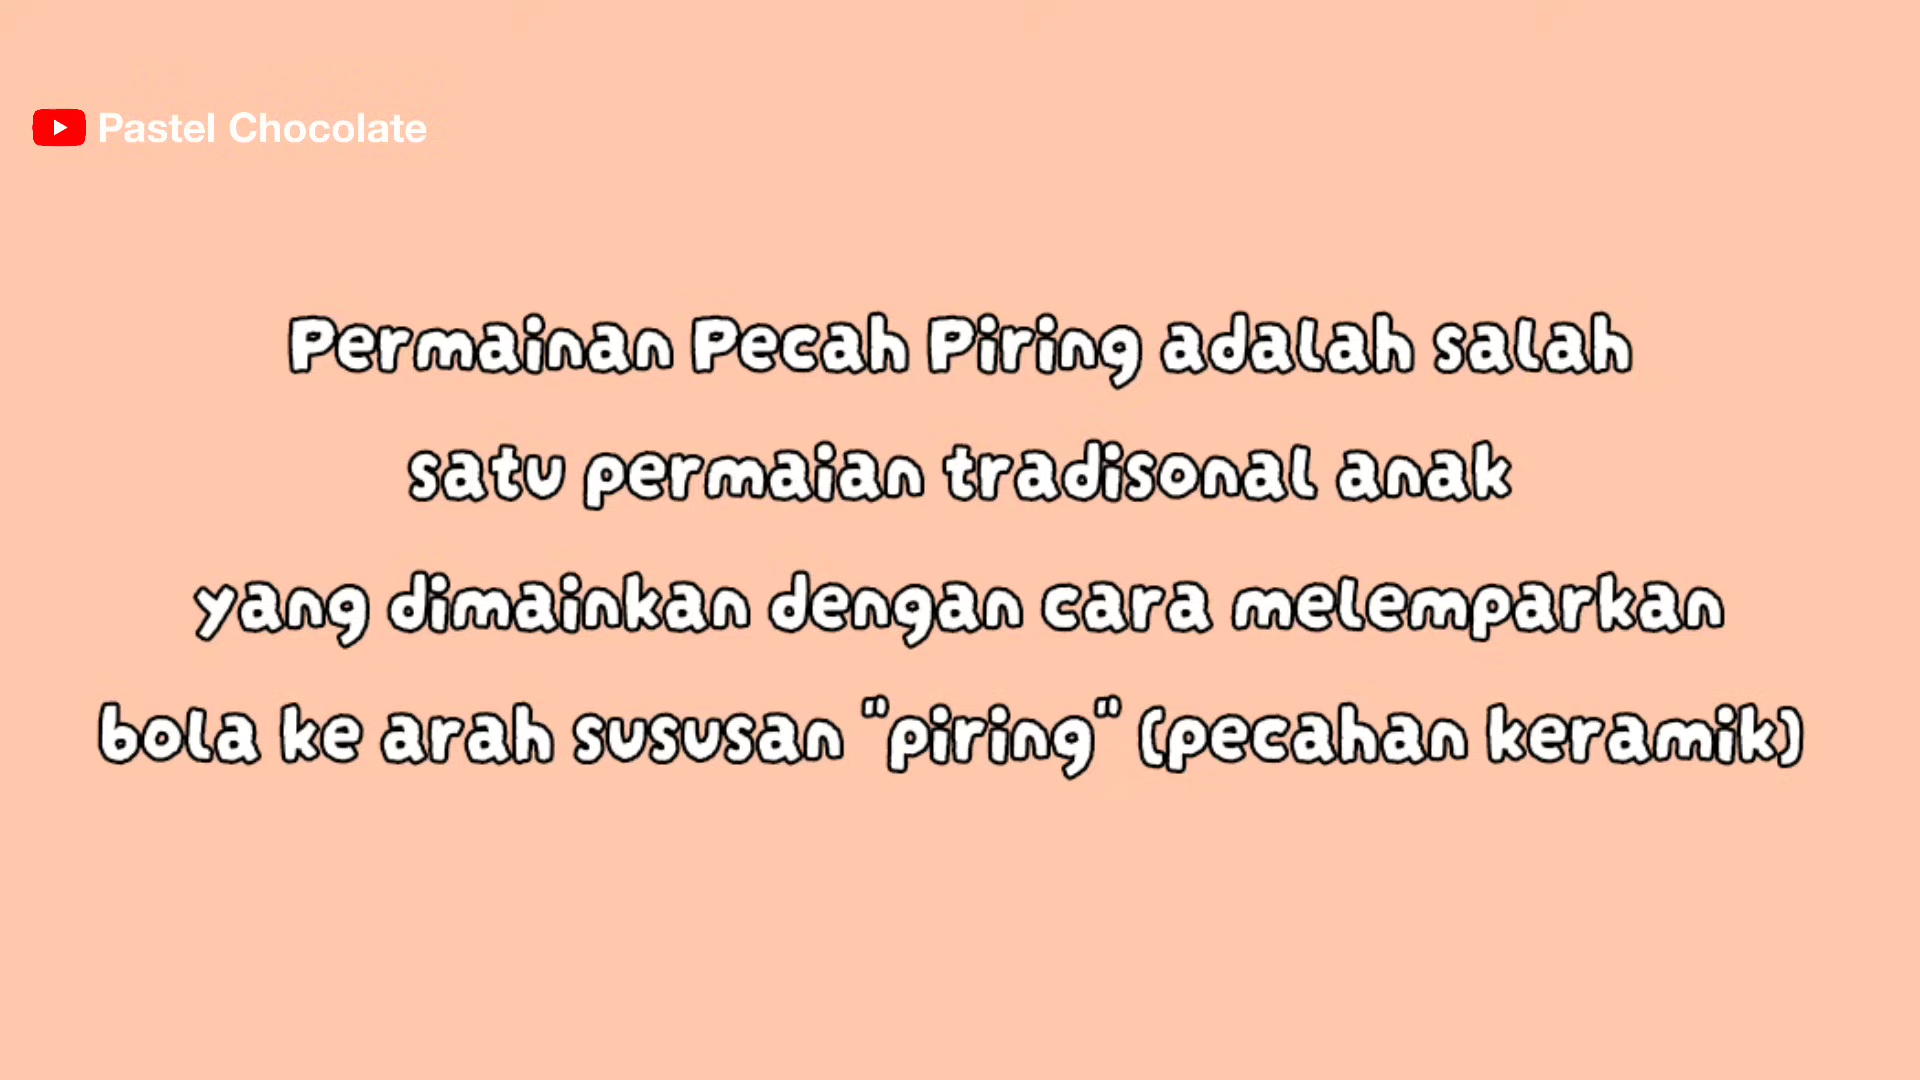 Pastel Chocolate
Permainan Pecah Piring adalah salah
satu permaian tradisonal anak
yang dimainkan dengan cara melemparkan
bola ke arah sususan "piring" (pecahan keramik)